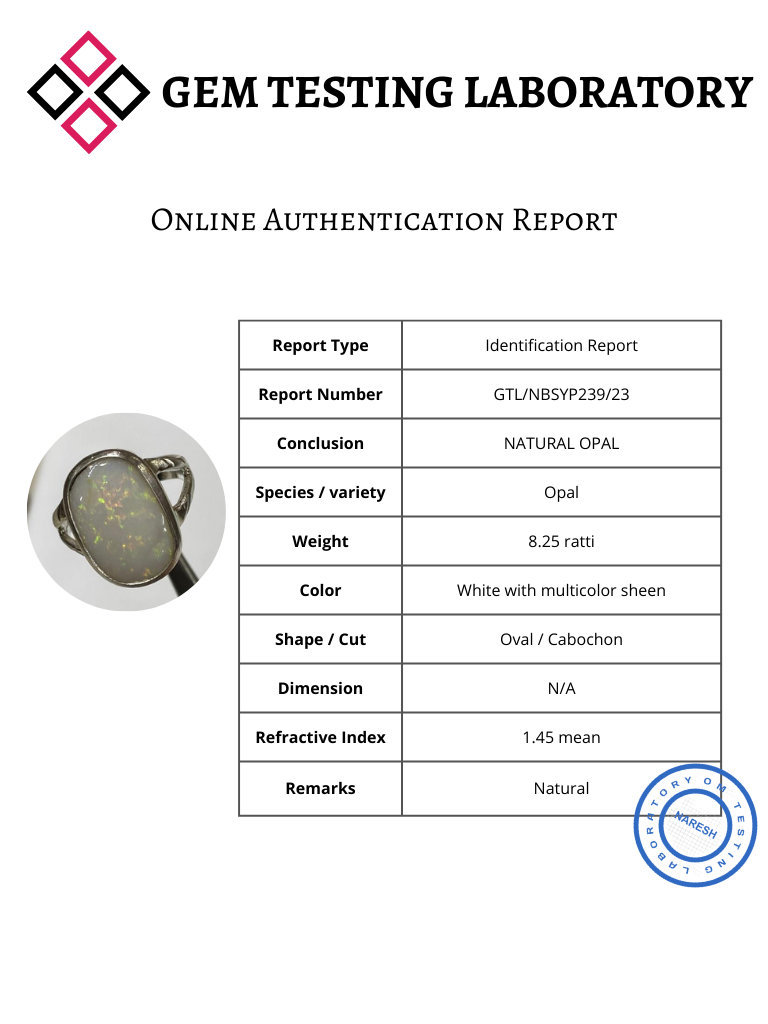 GEM TESTING LABORATORY
Online Authentication Report
Report Type Identification Report
Report Number GTL/NBSYP239/23
Conclusion NATURAL OPAL
Species / variety Opal
Weight 8.25 ratti
Color White with multicolor sheen
Shape / Cut Oval / Cabochon
Dimension N/A
Refractive Index 1.45 mean
Remarks Natural
OM TESTING LABORATORY
NARESH